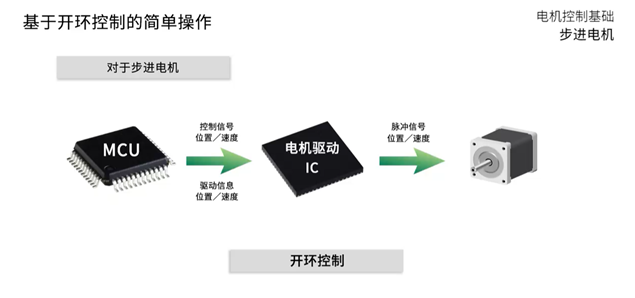 基于开环控制的简单操作
电机控制基础
步进电机
对于步进电机
MCU
控制信号
位置／速度
驱动信息
位置／速度
电机驱动
IC
脉冲信号
位置／速度
开环控制